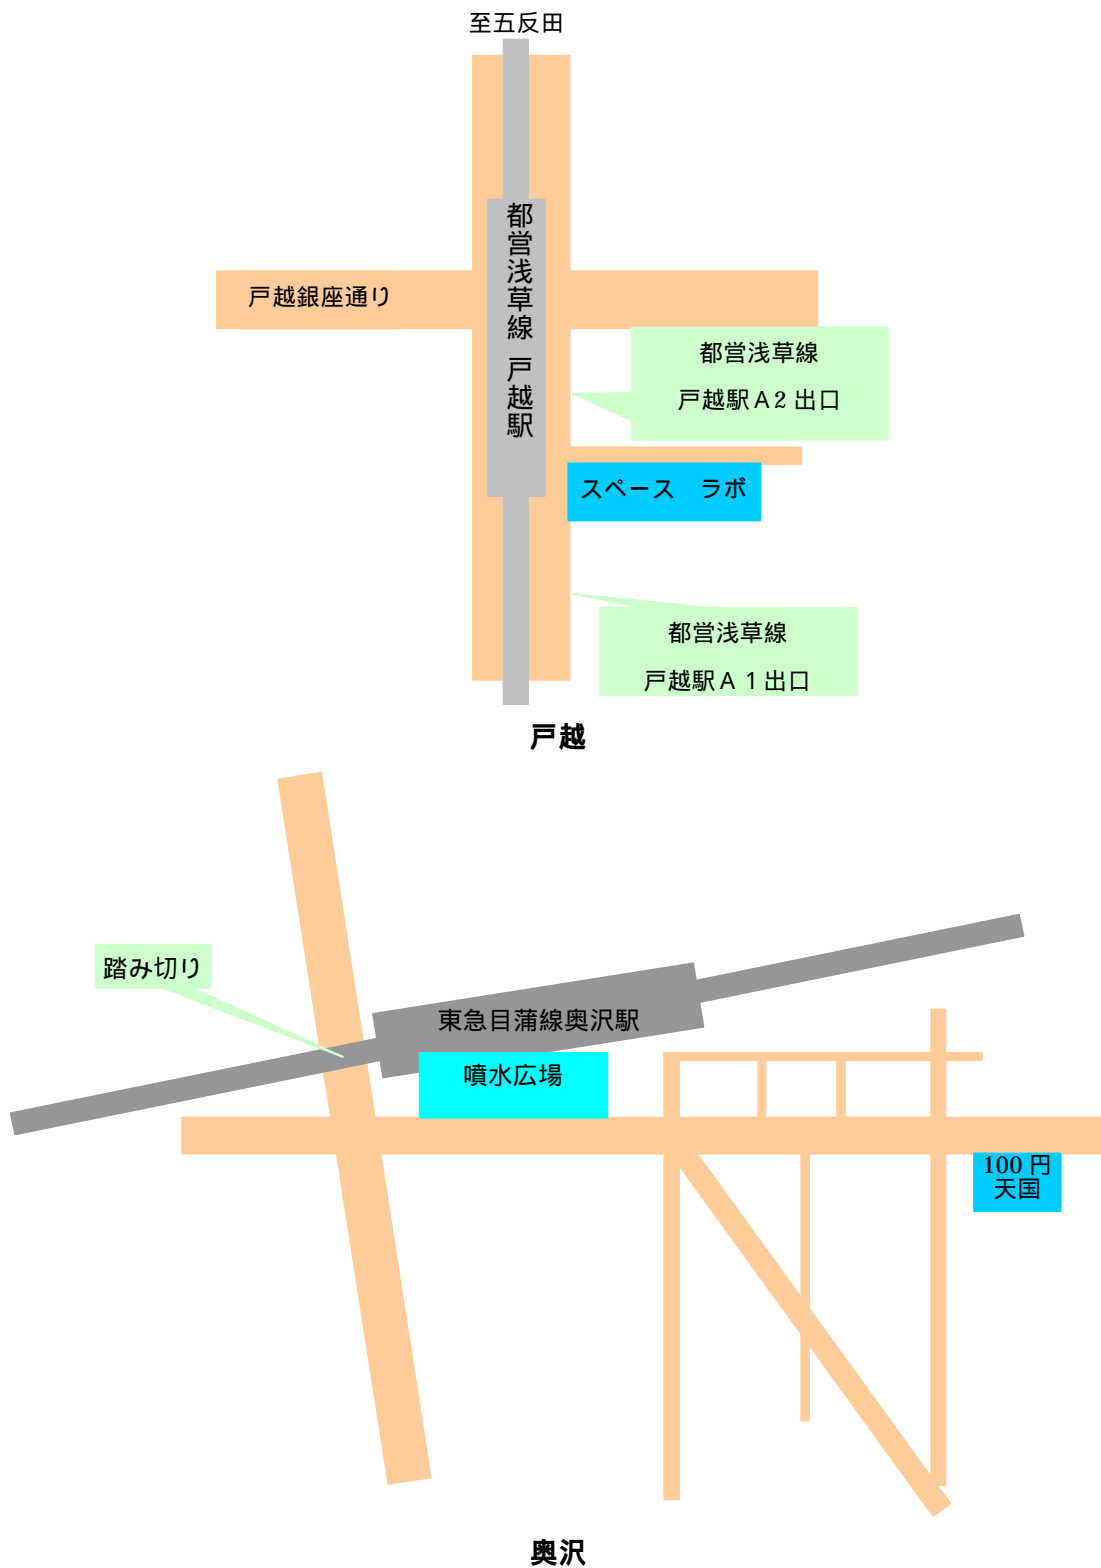 至五反田
都営浅草線 戸越駅
戸越銀座通り
都営浅草線
戸越駅A2出口
スペース　ラボ
都営浅草線
戸越駅A 1出口
戸越
踏み切り
東急目蒲線奥沢駅
噴水広場
100円
天国
奥沢